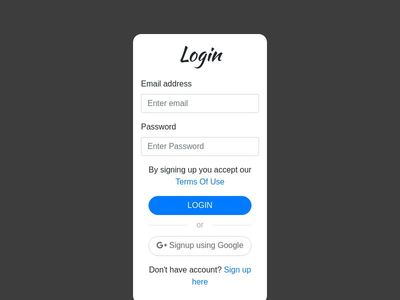 Login
Email address
Enter email
Password
Enter Password
By signing up you accept our
Terms Of Use
LOGIN
or
G+ Signup using Google
Don't have account? Sign up
here